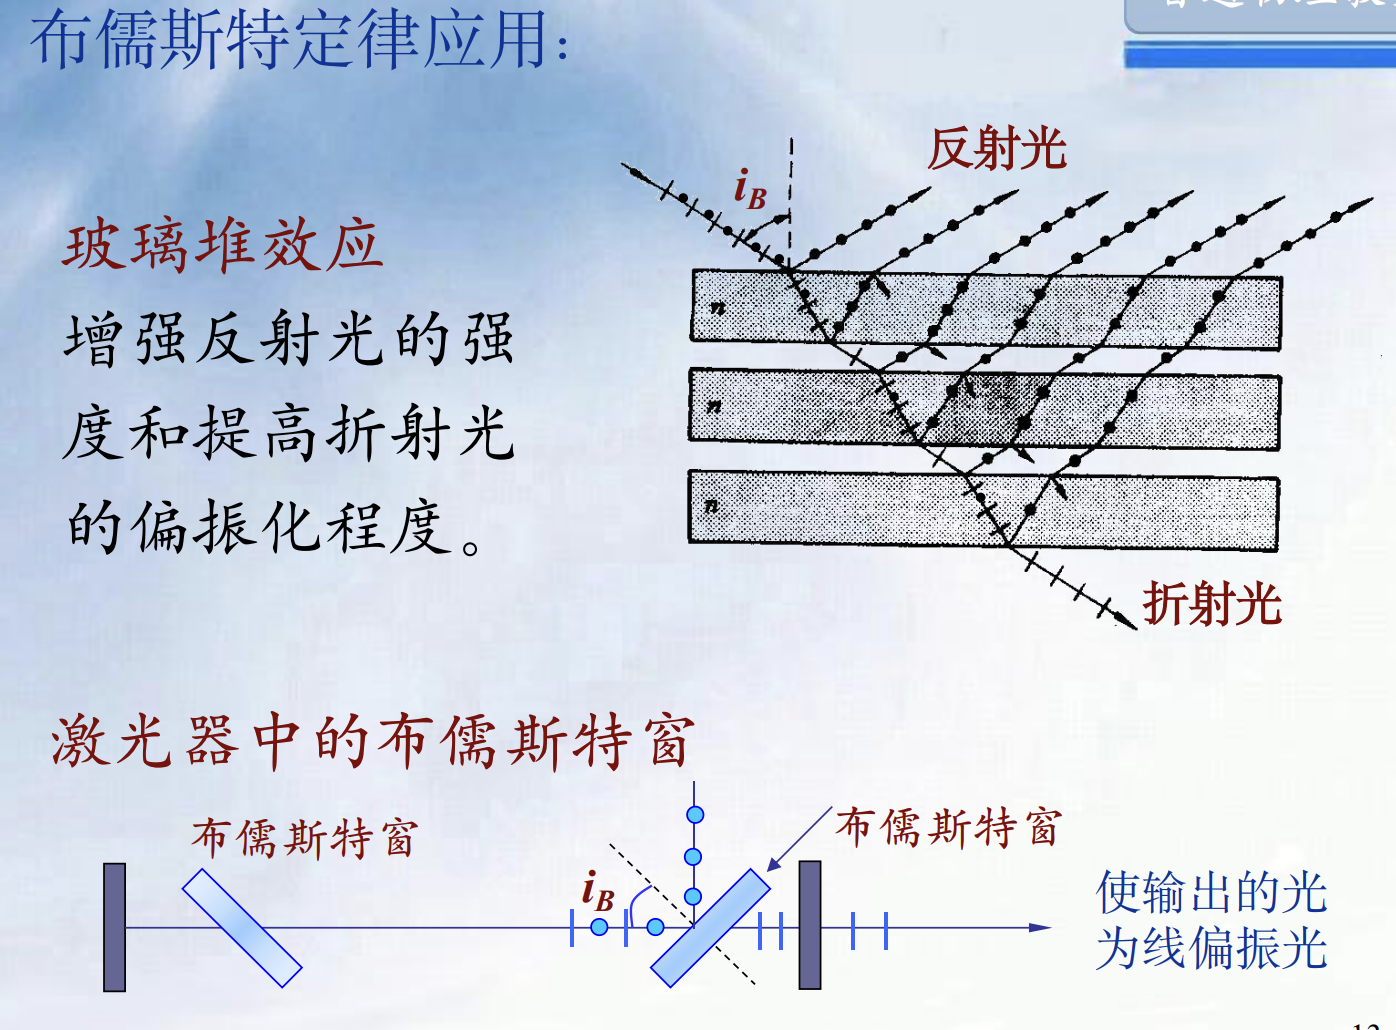 布儒斯特定律应用:
反射光
i_B
玻璃堆效应
增强反射光的强
度和提高折射光
的偏振化程度。
n
n
n
折射光
激光器中的布儒斯特窗
布儒斯特窗
布儒斯特窗
i_B
使输出的光
为线偏振光